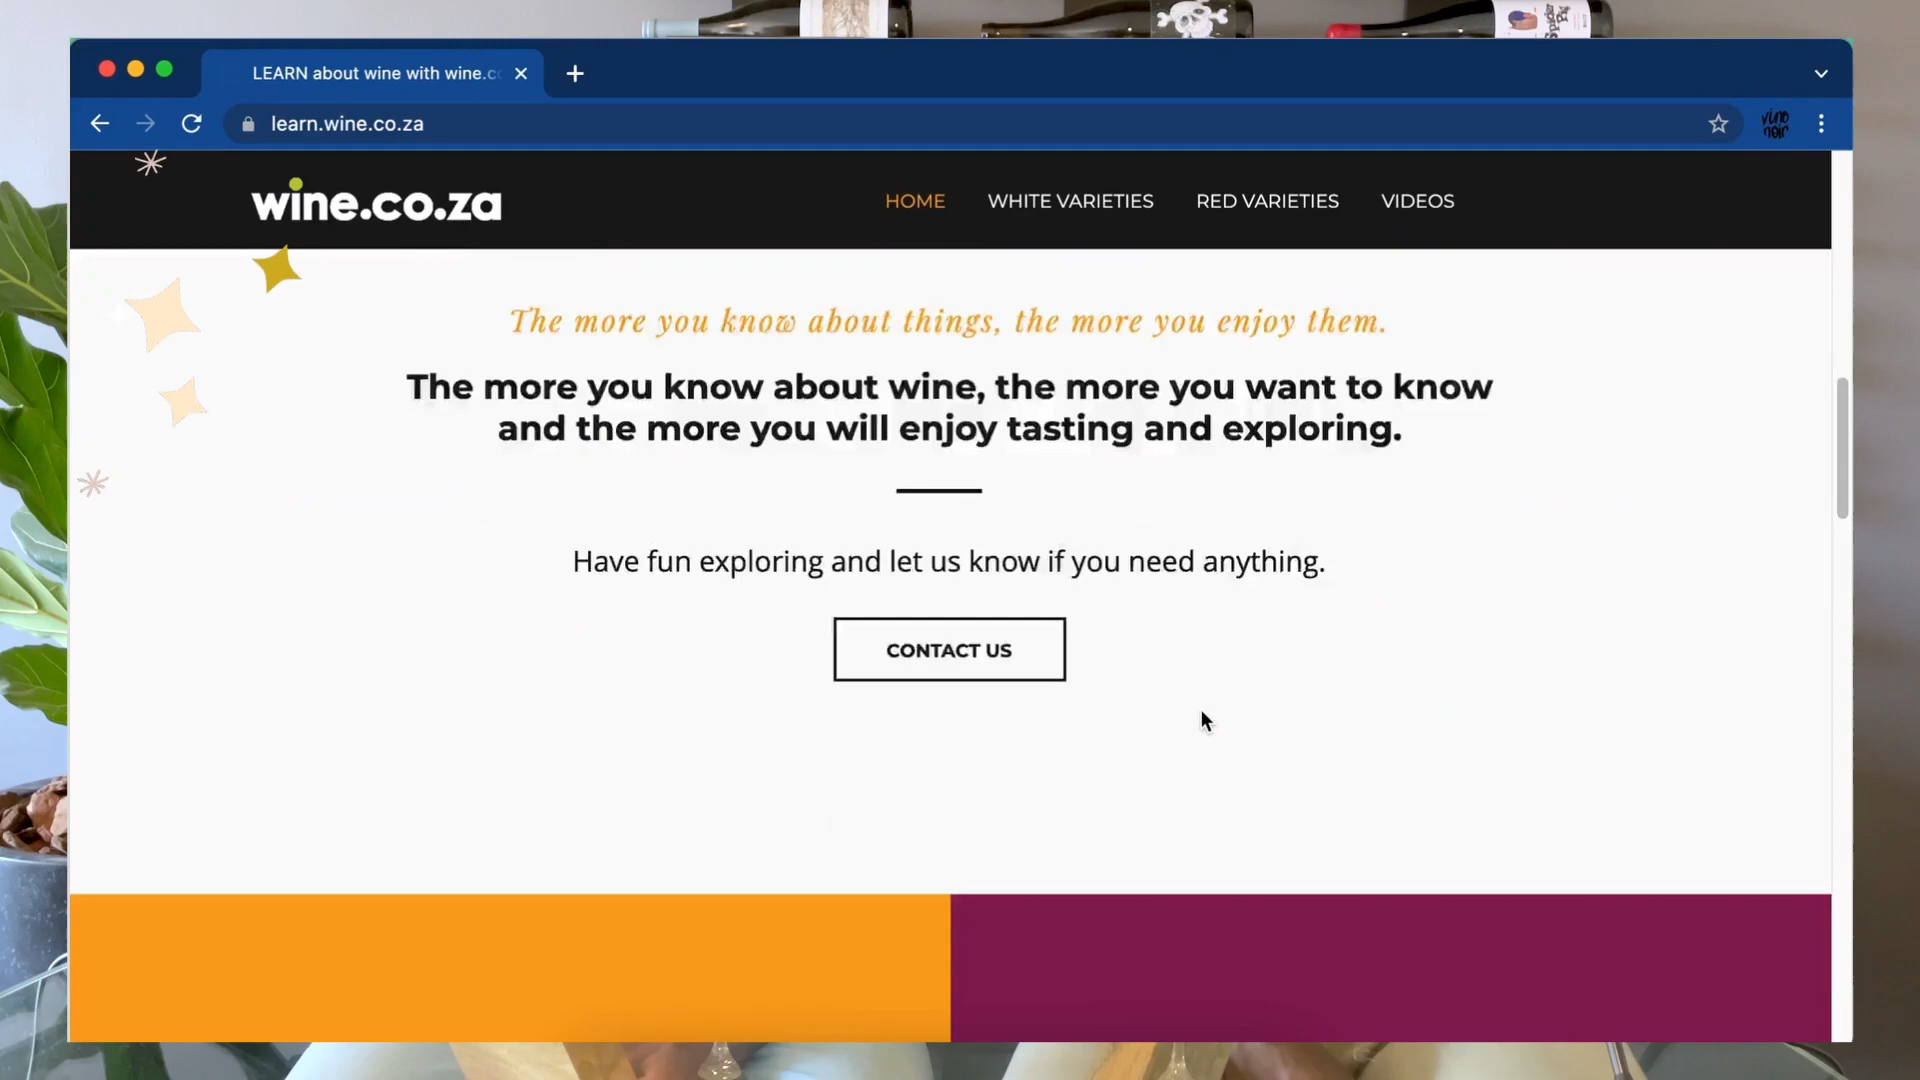 LEARN about wine with wine.c
learn.wine.co.za
vino
noir
wine.co.za
HOME WHITE VARIETIES RED VARIETIES VIDEOS
The more you know about things, the more you enjoy them.
The more you know about wine, the more you want to know
and the more you will enjoy tasting and exploring.
Have fun exploring and let us know if you need anything.
CONTACT US